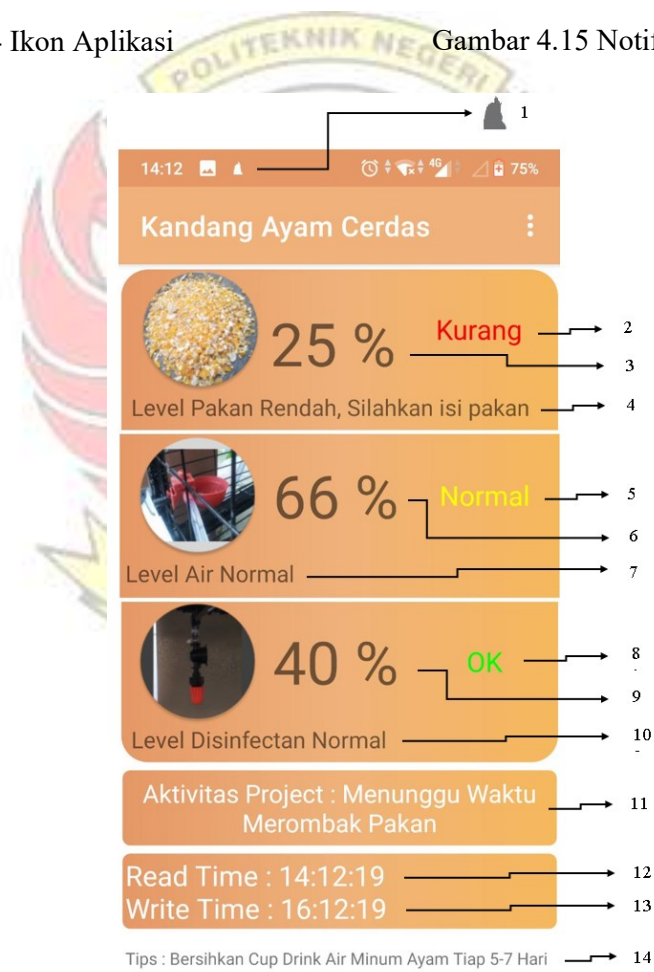 Ikon Aplikasi Gambar 4.15
POLITEKNIK NEGERI
1
14:12 4G 75%
Kandang Ayam Cerdas
25 % Kurang 2
3
Level Pakan Rendah, Silahkan isi pakan 4
66 % Normal 5
6
Level Air Normal 7
40 % OK 8
9
Level Disinfectan Normal 10
Aktivitas Project : Menunggu Waktu 11
Merombak Pakan
Read Time : 14:12:19 12
Write Time : 16:12:19 13
Tips : Bersihkan Cup Drink Air Minum Ayam Tiap 5-7 Hari 14